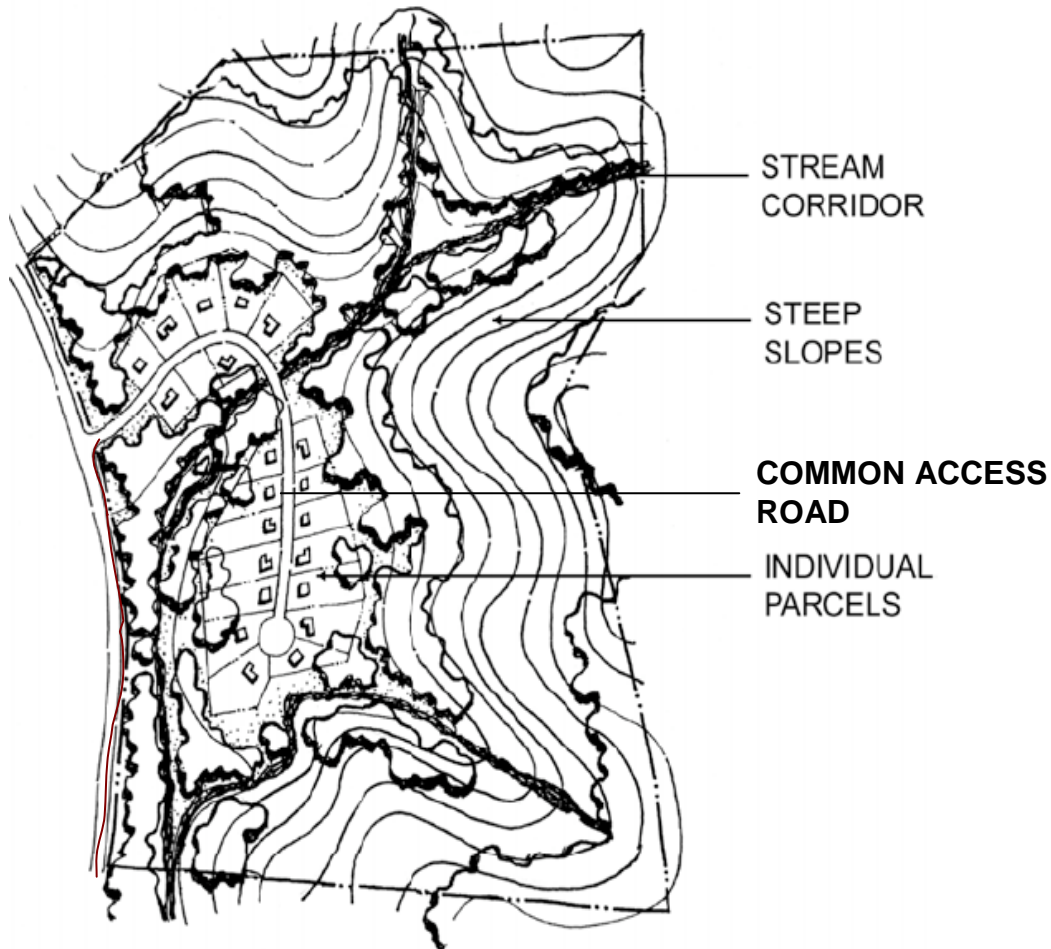 STREAM
CORRIDOR
STEEP
SLOPES
COMMON ACCESS
ROAD
INDIVIDUAL
PARCELS